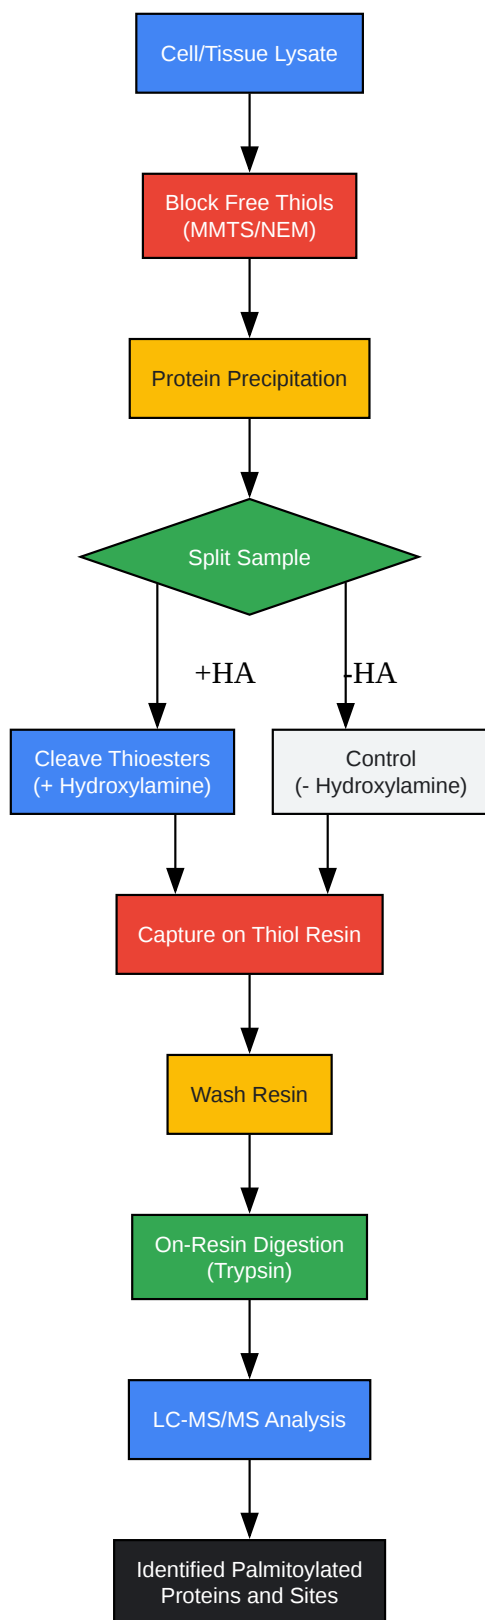 Cell/Tissue Lysate
Block Free Thiols
(MMTS/NEM)
Protein Precipitation
Split Sample
+HA
-HA
Cleave Thioesters
(+ Hydroxylamine)
Control
(- Hydroxylamine)
Capture on Thiol Resin
Wash Resin
On-Resin Digestion
(Trypsin)
LC-MS/MS Analysis
Identified Palmitoylated
Proteins and Sites